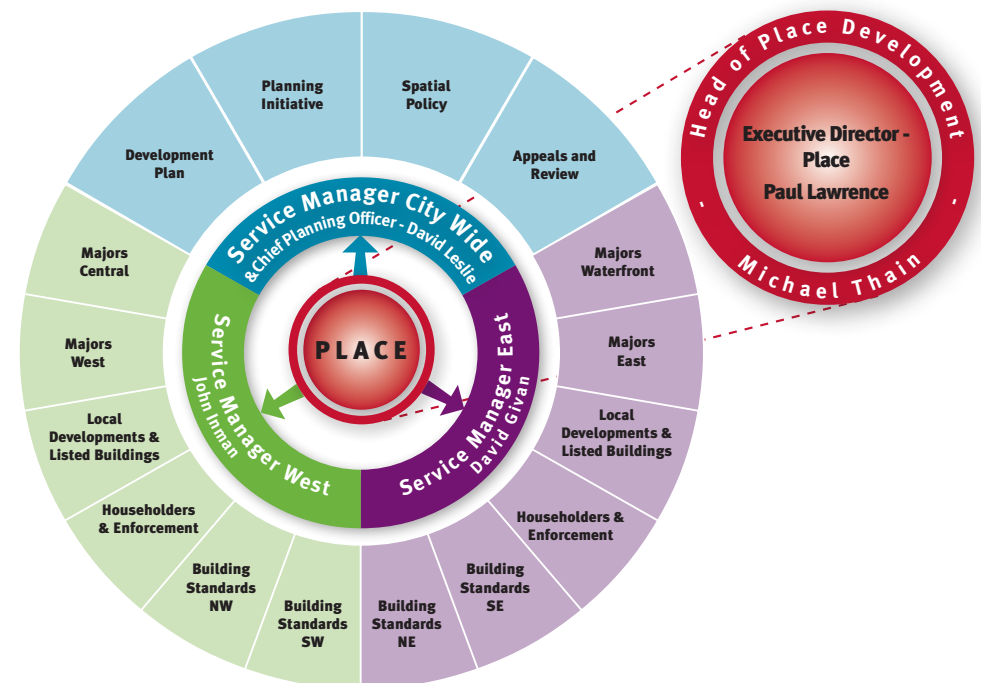 Planning
Initiative
Spatial
Policy
Development
Plan
Appeals and
Review
Head of Place Development
Executive Director -
Place
Paul Lawrence
- Michael Thain -
Service Manager City Wide
&Chief Planning Officer - David Leslie
Majors
Central
Majors
Waterfront
Majors
West
PLACE
Majors
East
Service Manager West
John Inman
Service Manager East
David Givan
Local
Developments &
Listed Buildings
Local
Developments &
Listed Buildings
Householders
& Enforcement
Householders &
Enforcement
Building
Standards
NW
Building
Standards
SW
Building
Standards
NE
Building
Standards
SE